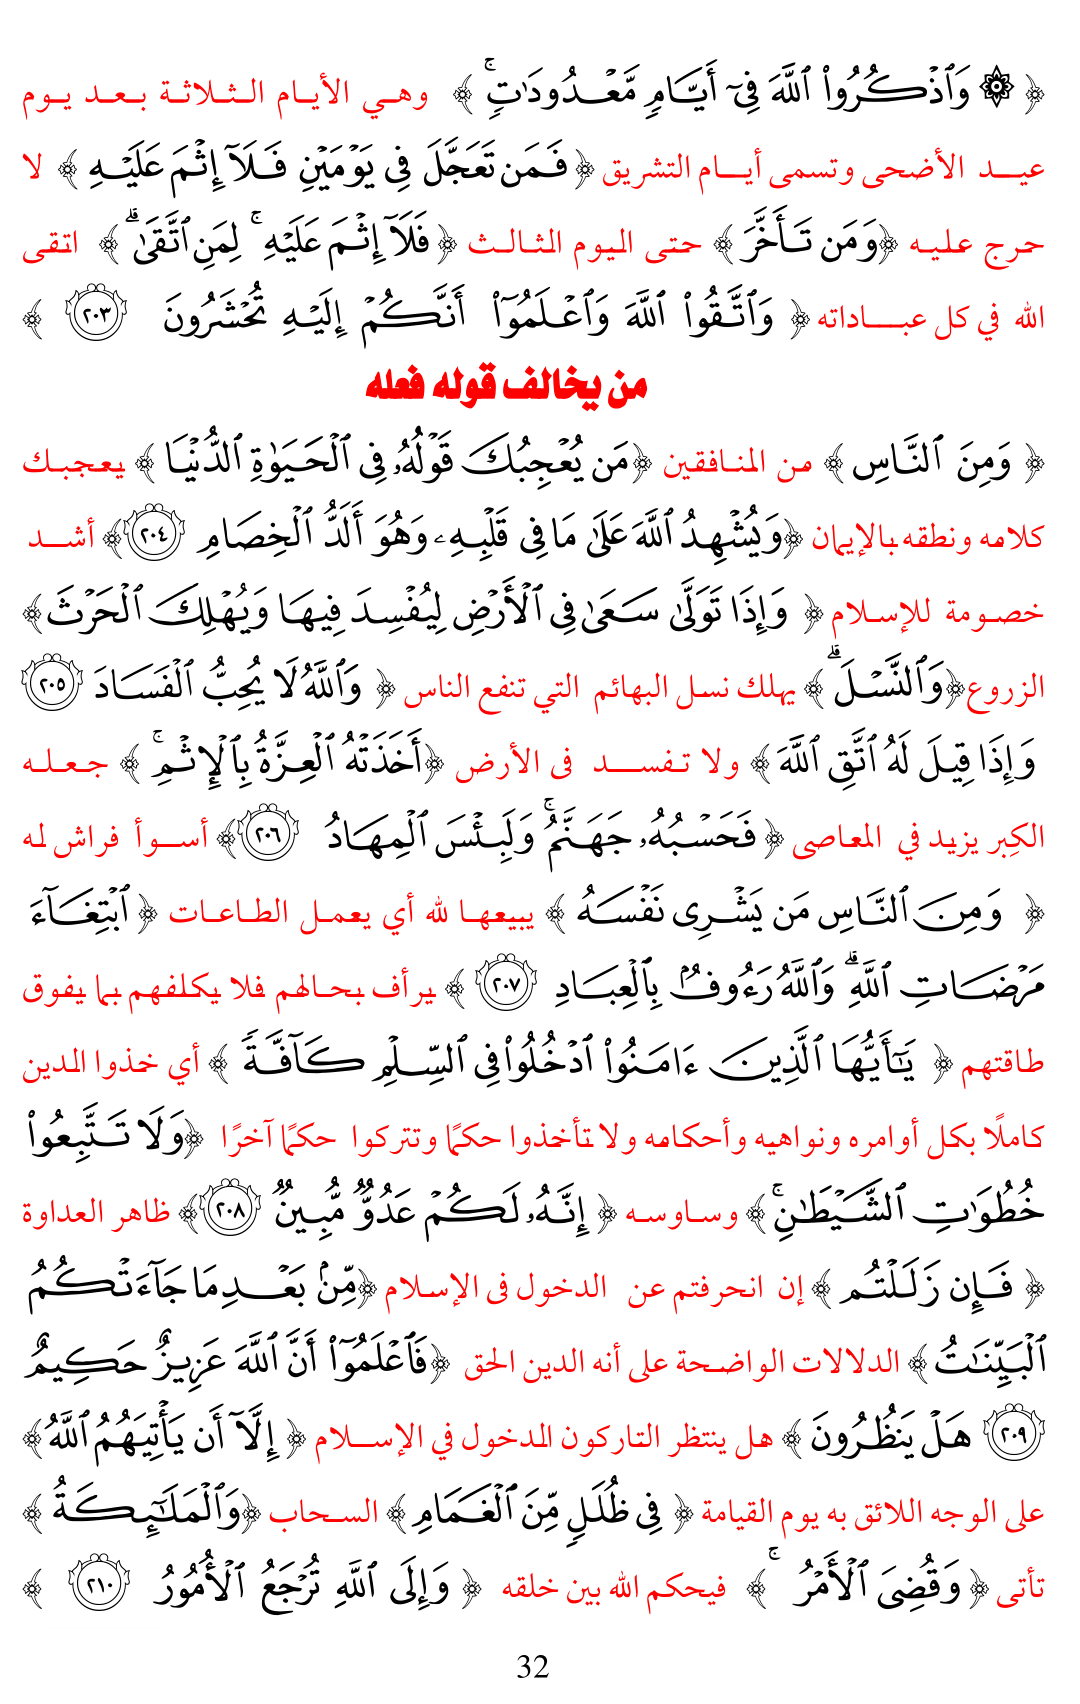 ﴿ ۞ وَٱذۡكُرُواْ ٱللَّهَ فِيٓ أَيَّامٖ مَّعۡدُودَٰتٖۚ ﴾ وهي الأيام الثلاثة بعد يوم
عيد الأضحى وتسمى أيام التشريق ﴿فَمَن تَعَجَّلَ فِي يَوۡمَيۡنِ فَلَآ إِثۡمَ عَلَيۡهِ ﴾ لا
حرج عليه ﴿وَمَن تَأَخَّرَ ﴾ حتى اليوم الثالث ﴿ فَلَآ إِثۡمَ عَلَيۡهِۚ لِمَنِ ٱتَّقَىٰۗ ﴾ اتقى
الله في كل عباداته ﴿ وَٱتَّقُواْ ٱللَّهَ وَٱعۡلَمُوٓاْ أَنَّكُمۡ إِلَيۡهِ تُحۡشَرُونَ ٢٠٣ ﴾
من يخالف قوله فعله
﴿ وَمِنَ ٱلنَّاسِ ﴾ من المنافقين ﴿مَن يُعۡجِبُكَ قَوۡلُهُۥ فِي ٱلۡحَيَوٰةِ ٱلدُّنۡيَا ﴾ يعجبك
كلامه ونطقه بالإيمان ﴿وَيُشۡهِدُ ٱللَّهَ عَلَىٰ مَا فِي قَلۡبِهِۦ وَهُوَ أَلَدُّ ٱلۡخِصَامِ ٢٠٤﴾ أشد
خصومة للإسلام ﴿ وَإِذَا تَوَلَّىٰ سَعَىٰ فِي ٱلۡأَرۡضِ لِيُفۡسِدَ فِيهَا وَيُهۡلِكَ ٱلۡحَرۡثَ﴾
الزروع﴿وَٱلنَّسۡلَۚ ﴾ يهلك نسل البهائم التي تنفع الناس ﴿ وَٱللَّهُ لَا يُحِبُّ ٱلۡفَسَادَ ٢٠٥
وَإِذَا قِيلَ لَهُ ٱتَّقِ ٱللَّهَ ﴾ ولا تفسد فى الأرض ﴿أَخَذَتۡهُ ٱلۡعِزَّةُ بِٱلۡإِثۡمِۚ ﴾ جعله
الكِبر يزيد في المعاصى ﴿ فَحَسۡبُهُۥ جَهَنَّمُۚ وَلَبِئۡسَ ٱلۡمِهَادُ ٢٠٦﴾ أسوأ فراش له
﴿ وَمِنَ ٱلنَّاسِ مَن يَشۡرِي نَفۡسَهُ ﴾ يبيعها لله أي يعمل الطاعات ﴿ ٱبۡتِغَآءَ
مَرۡضَاتِ ٱللَّهِۚ وَٱللَّهُ رَءُوفُۢ بِٱلۡعِبَادِ ٢٠٧ ﴾ يرأف بحالهم فلا يكلفهم بما يفوق
طاقتهم ﴿ يَٰٓأَيُّهَا ٱلَّذِينَ ءَامَنُواْ ٱدۡخُلُواْ فِي ٱلسِّلۡمِ كَآفَّةٗ ﴾ أي خذوا الدين
كاملًا بكل أوامره ونواهيه وأحكامه ولا تأخذوا حكمًا وتتركوا حكمًا آخرًا ﴿وَلَا تَتَّبِعُواْ
خُطُوَٰتِ ٱلشَّيۡطَٰنِۚ﴾ وساوسه ﴿ إِنَّهُۥ لَكُمۡ عَدُوّٞ مُّبِينٞ ٢٠٨﴾ ظاهر العداوة
﴿ فَإِن زَلَلۡتُم ﴾ إن انحرفتم عن الدخول فى الإسلام ﴿مِّنۢ بَعۡدِ مَا جَآءَتۡكُمُ
ٱلۡبَيِّنَٰتُ ﴾ الدلالات الواضحة على أنه الدين الحق ﴿فَٱعۡلَمُوٓاْ أَنَّ ٱللَّهَ عَزِيزٌ حَكِيمٌ
٢٠٩ هَلۡ يَنظُرُونَ ﴾ هل ينتظر التاركون الدخول في الإسلام ﴿ إِلَّآ أَن يَأۡتِيَهُمُ ٱللَّهُ﴾
على الوجه اللائق به يوم القيامة ﴿ فِي ظُلَلٖ مِّنَ ٱلۡغَمَامِ ﴾ السحاب ﴿وَٱلۡمَلَٰٓئِكَةُ ﴾
تأتى ﴿ وَقُضِيَ ٱلۡأَمۡرُۚ ﴾ فيحكم الله بين خلقه ﴿ وَإِلَى ٱللَّهِ تُرۡجَعُ ٱلۡأُمُورُ ٢١٠ ﴾
32